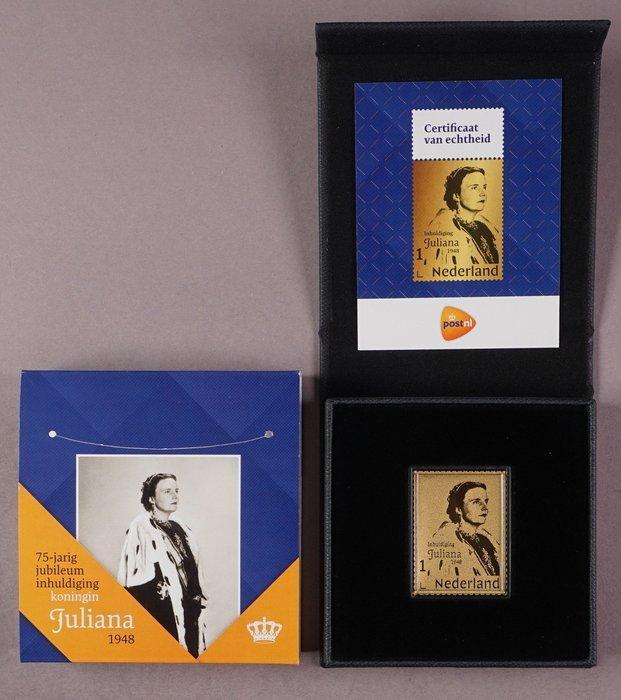 Certificaat
van echtheid
Inhuldiging
Juliana
1948
1
Nederland
postnl
75-jarig
jubileum
inhuldiging
koningin
Juliana
1948
Inhuldiging
Juliana
1948
1
Nederland